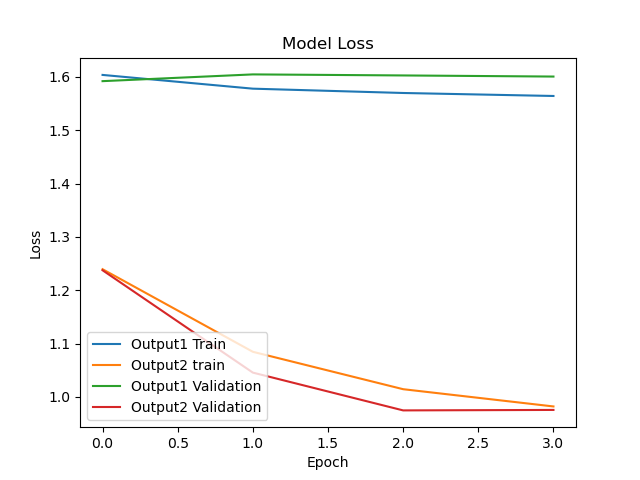 Model Loss
1.6
1.5
1.4
1.3
1.2
1.1
1.0
Loss
Output1 Train
Output2 train
Output1 Validation
Output2 Validation
0.0 0.5 1.0 1.5 2.0 2.5 3.0
Epoch